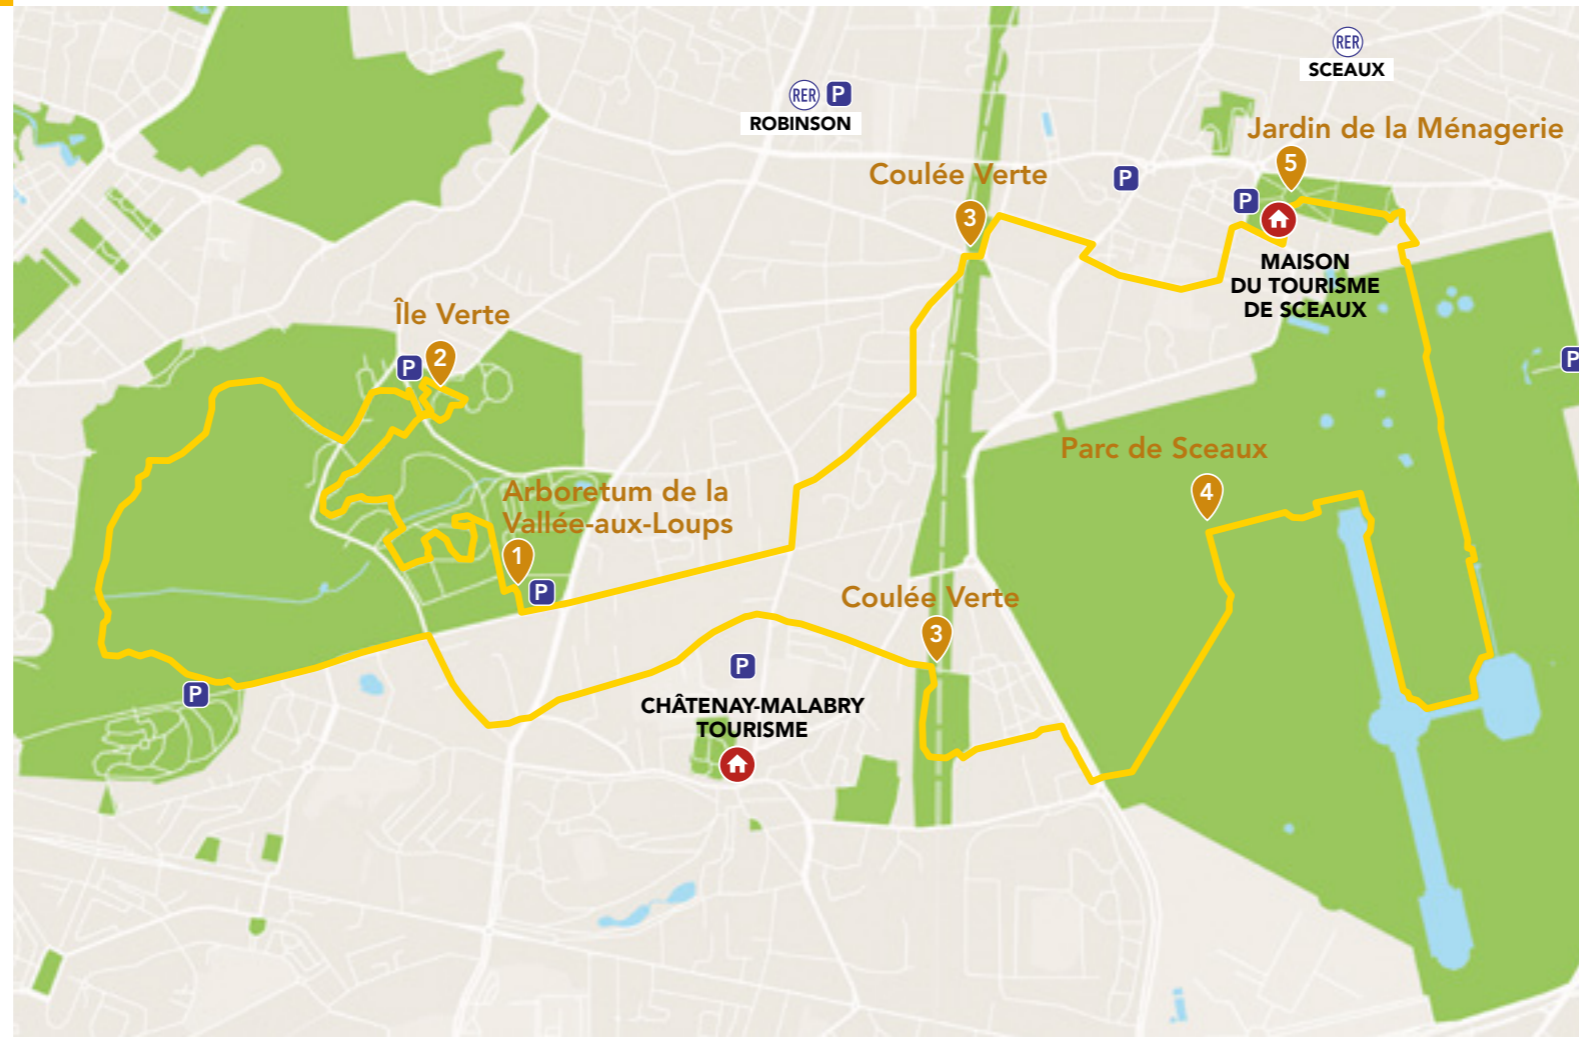 RER
SCEAUX
RER P
ROBINSON
Jardin de la Ménagerie
5
Coulée Verte
3
P
P
MAISON
DU TOURISME
DE SCEAUX
Île Verte
2
P
P
Parc de Sceaux
4
Arboretum de la
Vallée-aux-Loups
1
P
Coulée Verte
3
P
P
CHÂTENAY-MALABRY
TOURISME